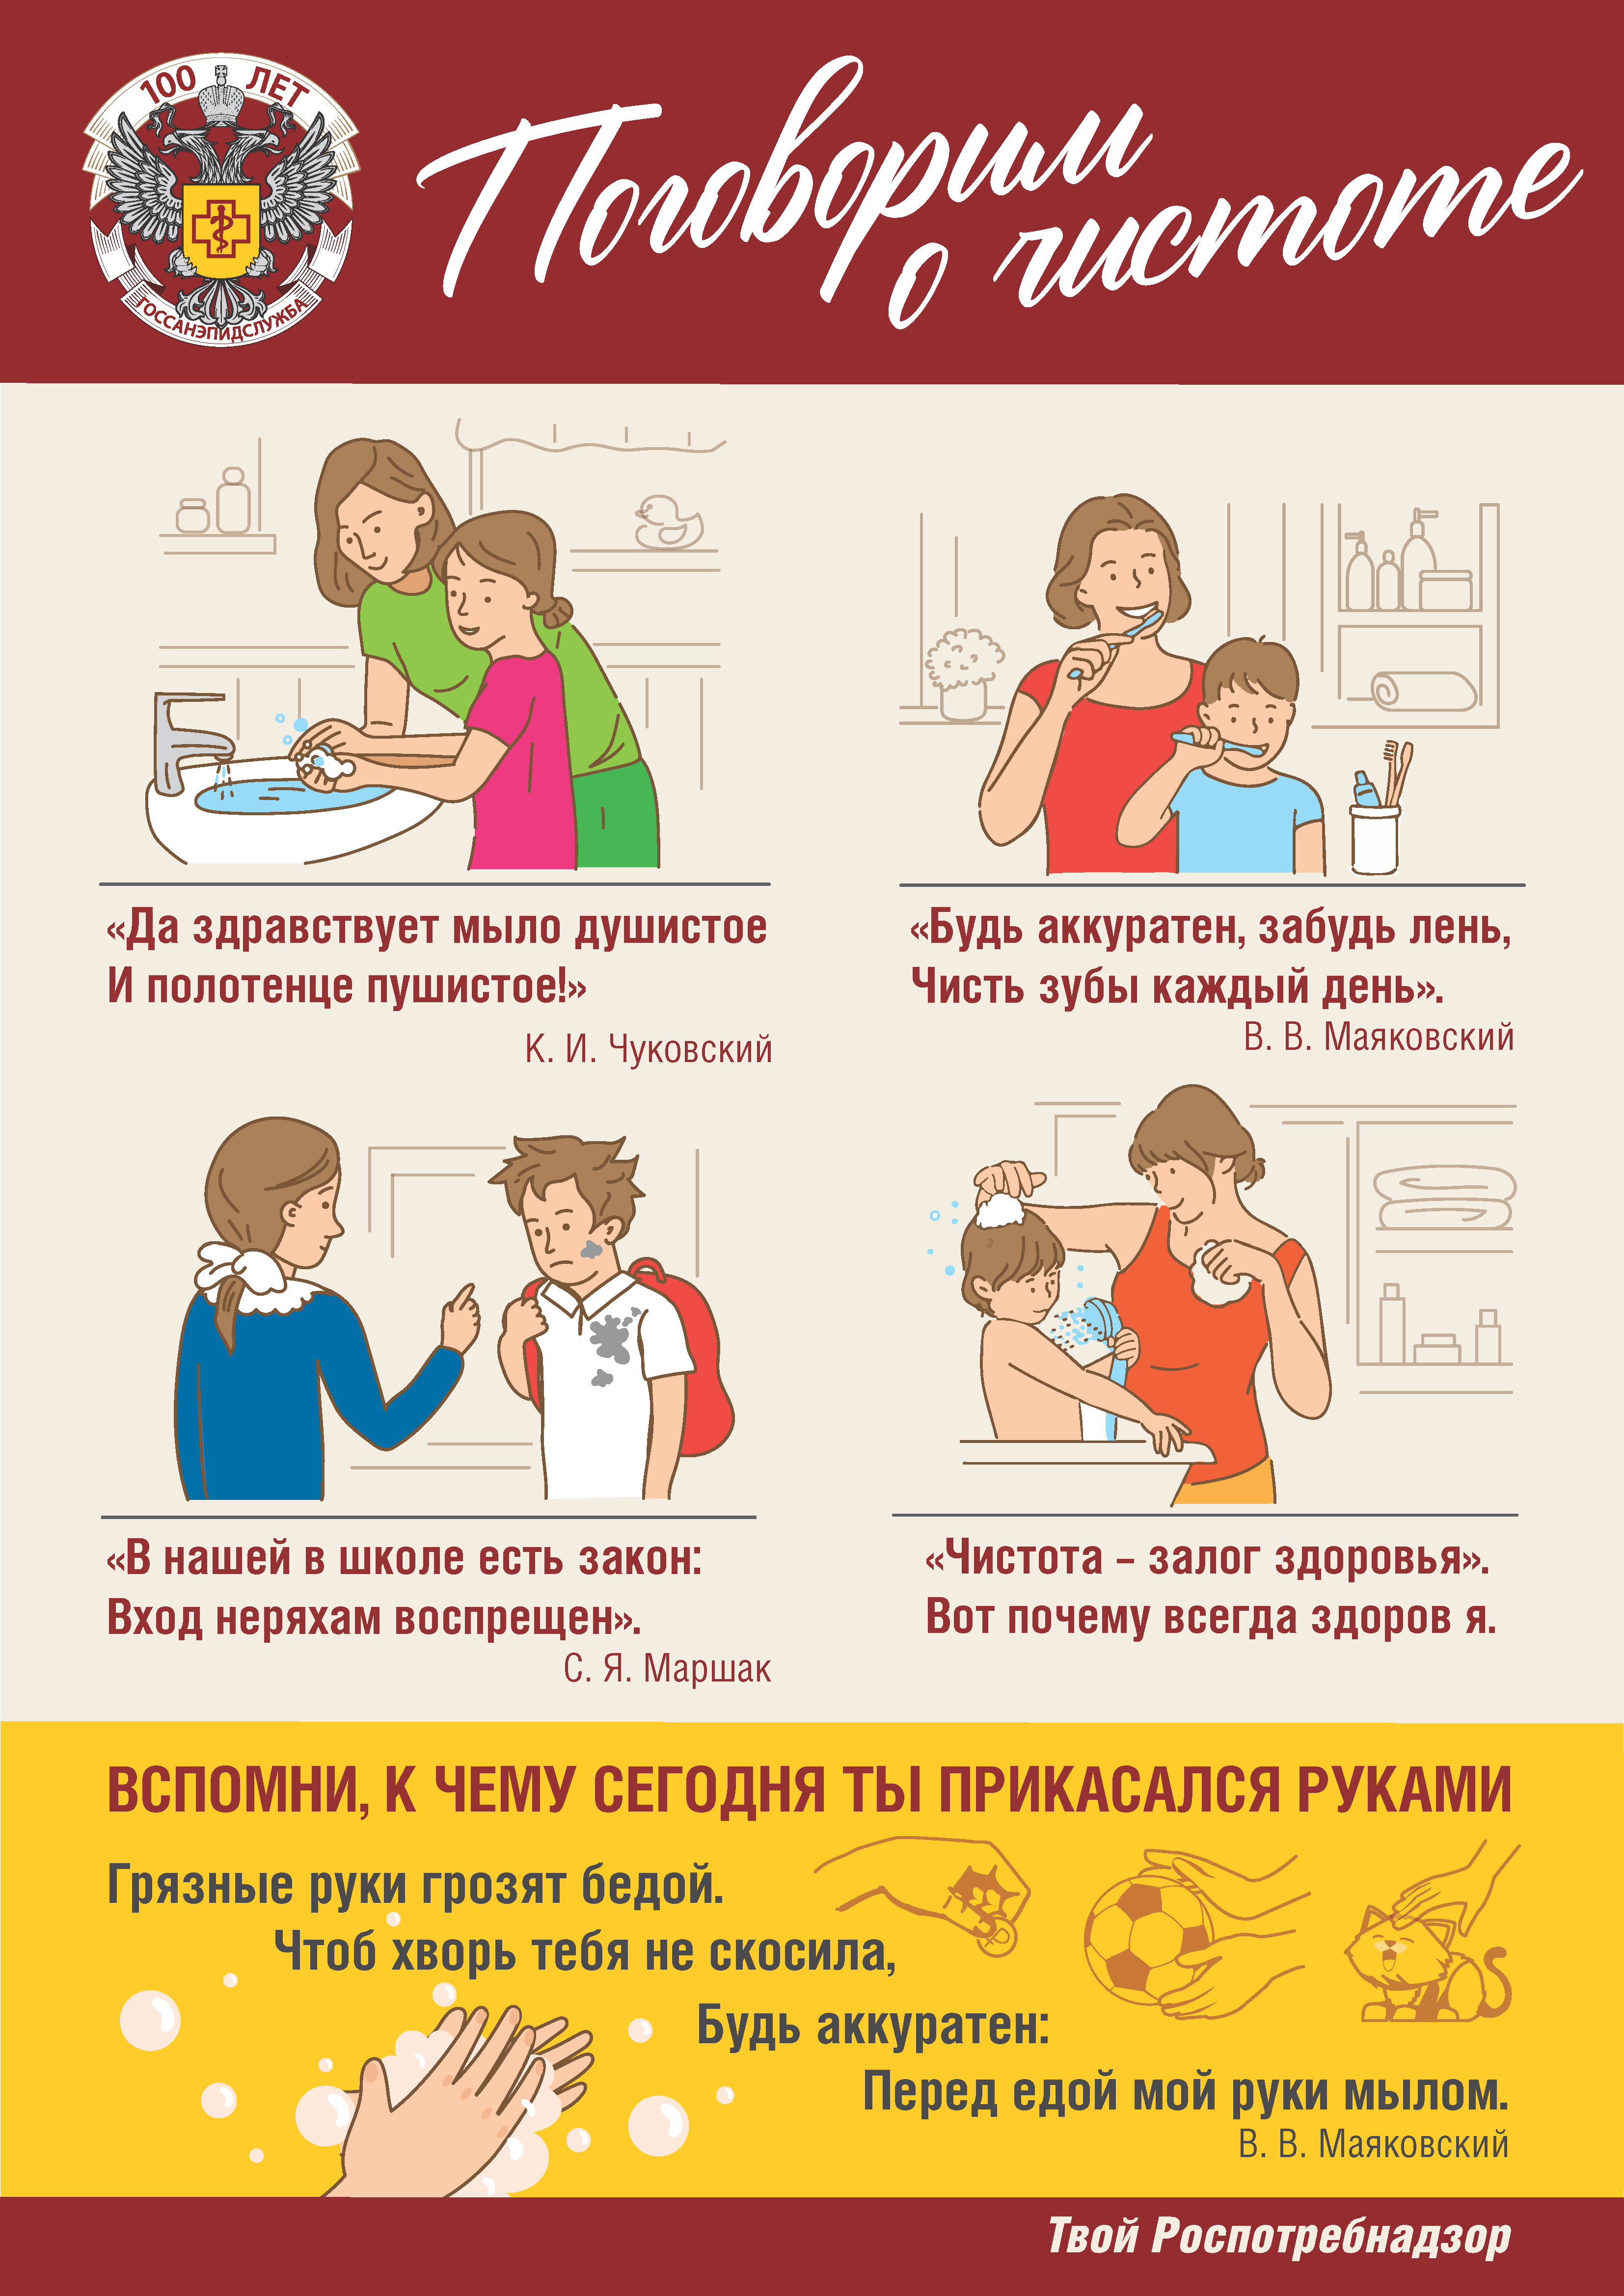 100 ЛЕТ
ГОССАНЭПИДСЛУЖБА
Поговорим
о чистоте
«Да здравствует мыло душистое
И полотенце пушистое!»
К. И. Чуковский
«Будь аккуратен, забудь лень,
Чисть зубы каждый день».
В. В. Маяковский
«В нашей в школе есть закон:
Вход неряхам воспрещен».
С. Я. Маршак
«Чистота – залог здоровья».
Вот почему всегда здоров я.
ВСПОМНИ, К ЧЕМУ СЕГОДНЯ ТЫ ПРИКАСАЛСЯ РУКАМИ
Грязные руки грозят бедой.
Чтоб хворь тебя не скосила,
Будь аккуратен:
Перед едой мой руки мылом.
В. В. Маяковский
Твой Роспотребнадзор